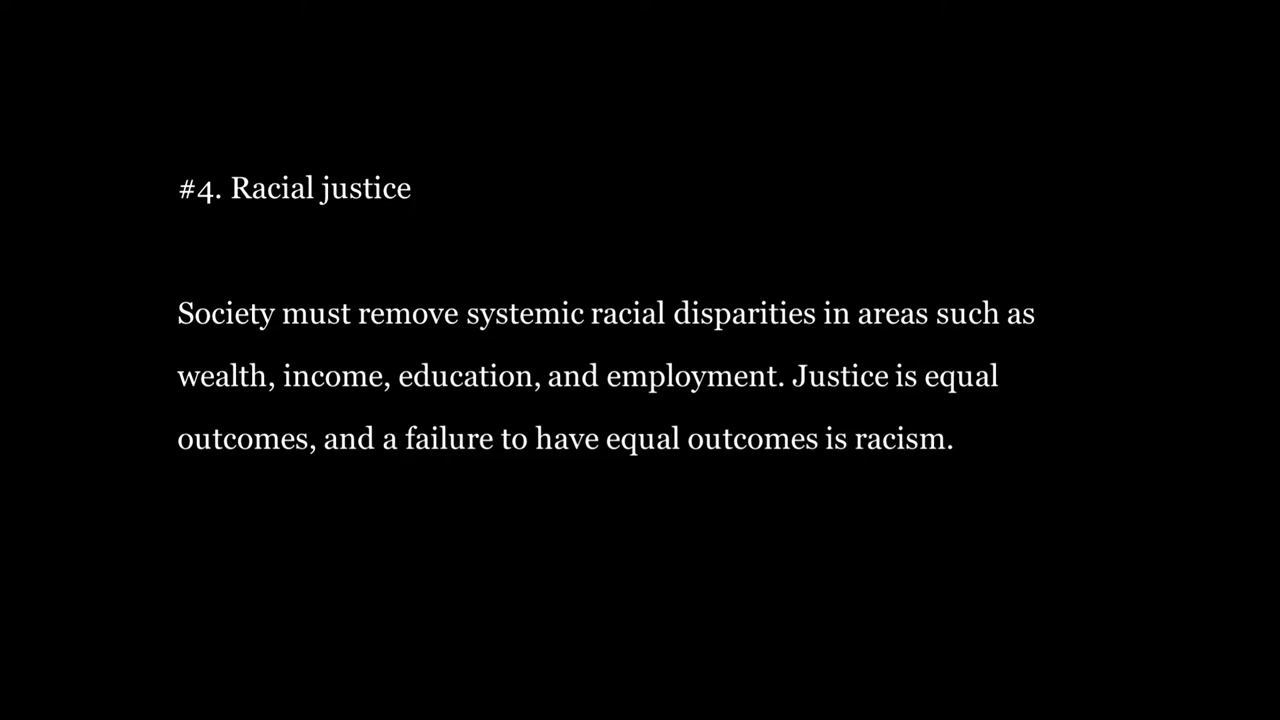 #4. Racial justice
Society must remove systemic racial disparities in areas such as
wealth, income, education, and employment. Justice is equal
outcomes, and a failure to have equal outcomes is racism.